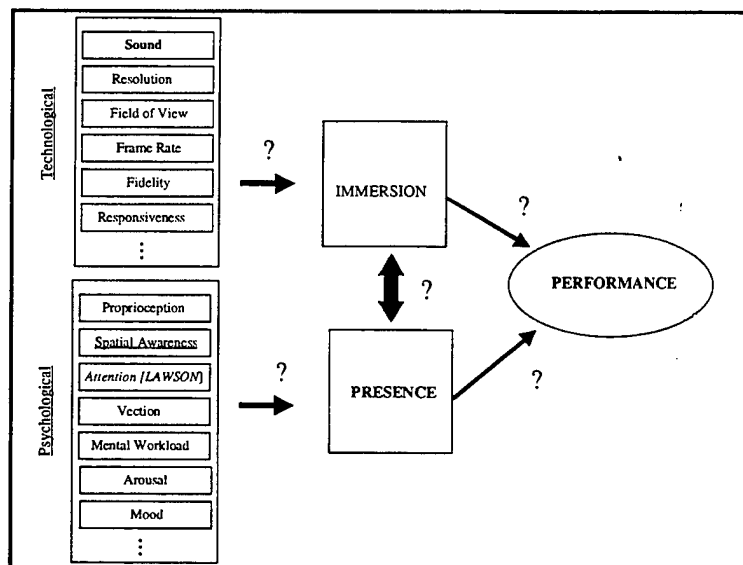 Technological
Sound
Resolution
Field of View
Frame Rate
Fidelity
Responsiveness
⋮
?
IMMERSION
?
?
PERFORMANCE
Psychological
Proprioception
Spatial Awareness
Attention [LAWSON]
Vection
Mental Workload
Arousal
Mood
⋮
?
PRESENCE
?